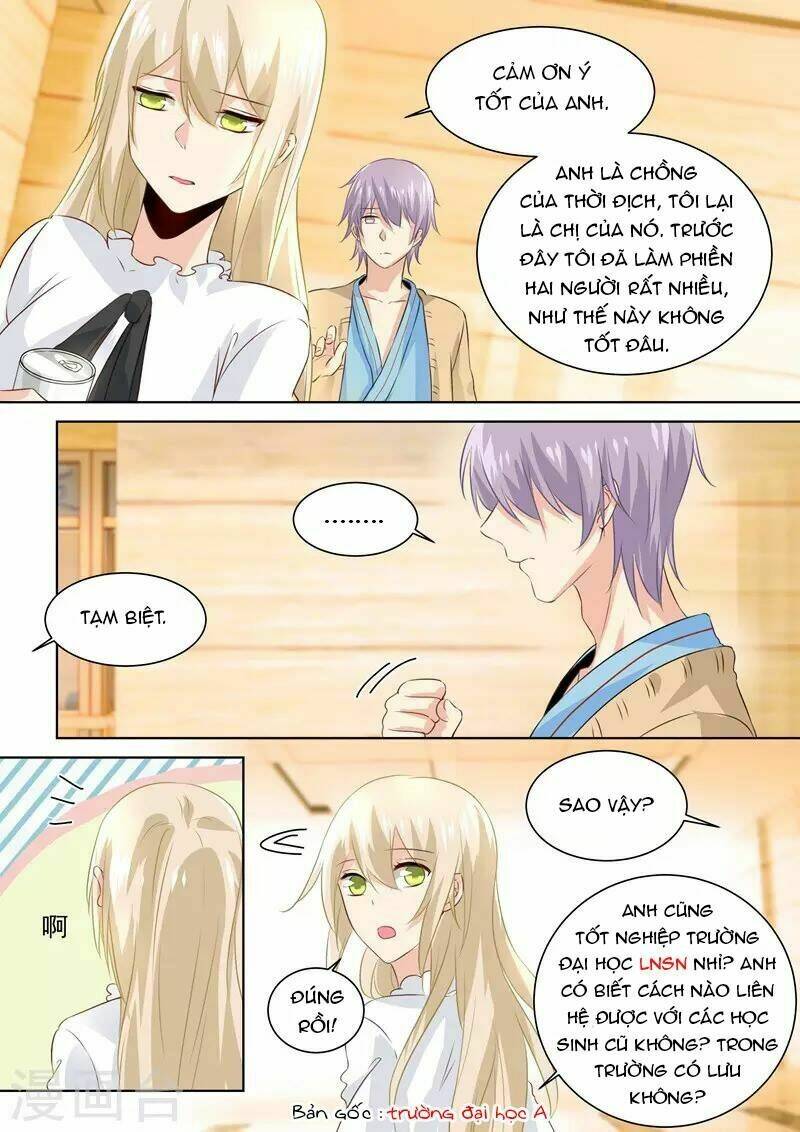 CẢM ƠN Ý
TỐT CỦA ANH.
ANH LÀ CHỒNG
CỦA THỜI ĐỊCH, TÔI LẠI
LÀ CHỊ CỦA NÓ. TRƯỚC
ĐÂY TÔI ĐÃ LÀM PHIỀN
HAI NGƯỜI RẤT NHIỀU,
NHƯ THẾ NÀY KHÔNG
TỐT ĐÂU.
........
TẠM BIỆT.
啊
SAO VẬY?
ĐÚNG
RỒI!
ANH CŨNG
TỐT NGHIỆP TRƯỜNG
ĐẠI HỌC LNSN NHỈ? ANH
CÓ BIẾT CÁCH NÀO LIÊN
HỆ ĐƯỢC VỚI CÁC HỌC
SINH CŨ KHÔNG? TRONG
TRƯỜNG CÓ LƯU
KHÔNG?
漫画台
Bản gốc : trường đại học A